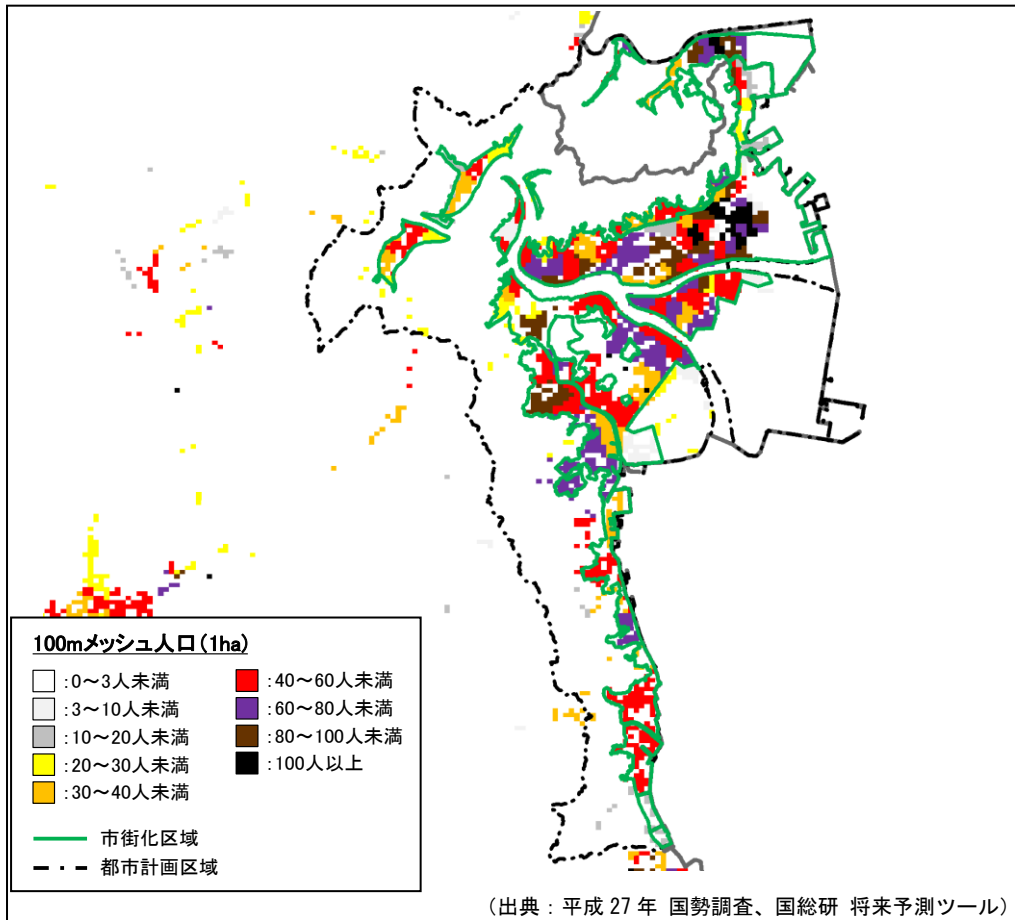 100mメッシュ人口(1ha)
:0～3人未満
:3～10人未満
:10～20人未満
:20～30人未満
:30～40人未満
:40～60人未満
:60～80人未満
:80～100人未満
:100人以上
市街化区域
都市計画区域
(出典：平成27年 国勢調査、国総研 将来予測ツール)